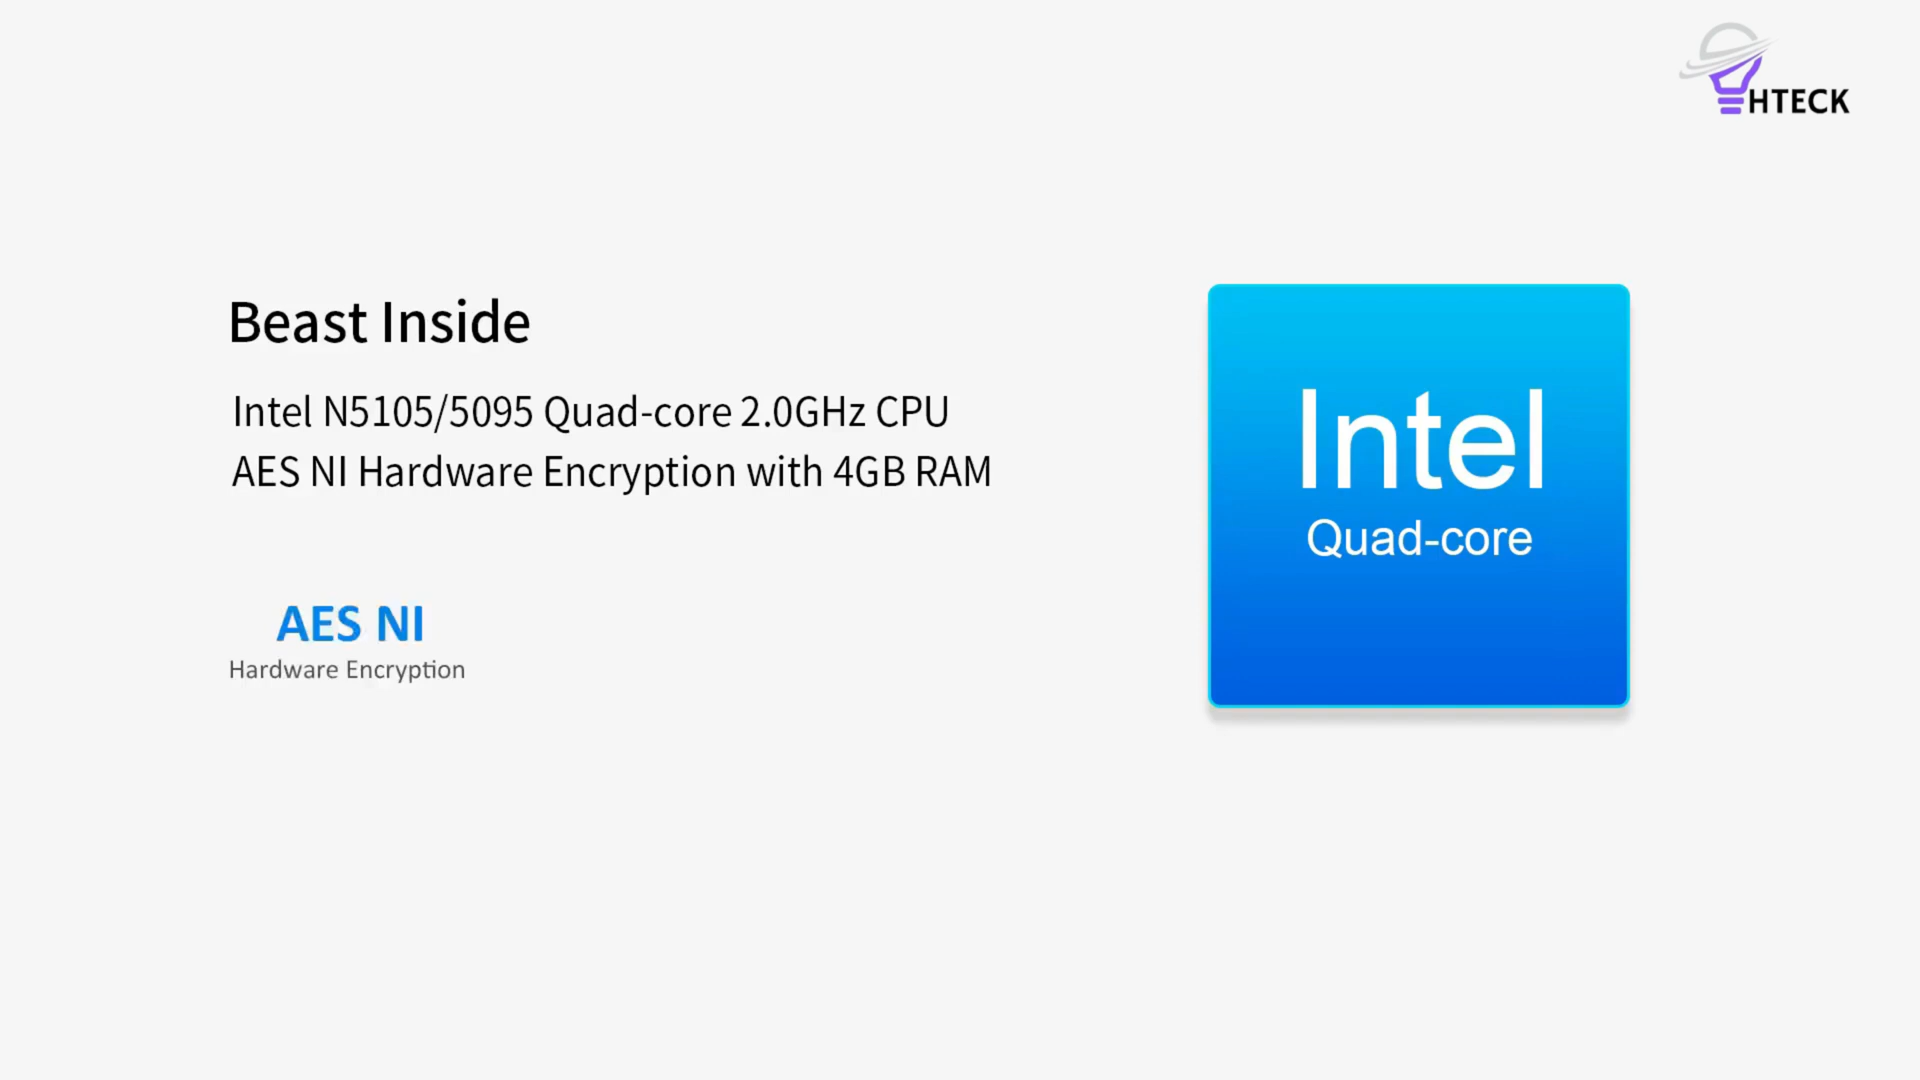 HTECK
Beast Inside
Intel N5105/5095 Quad-core 2.0GHz CPU
AES NI Hardware Encryption with 4GB RAM
Intel
Quad-core
AES NI
Hardware Encryption